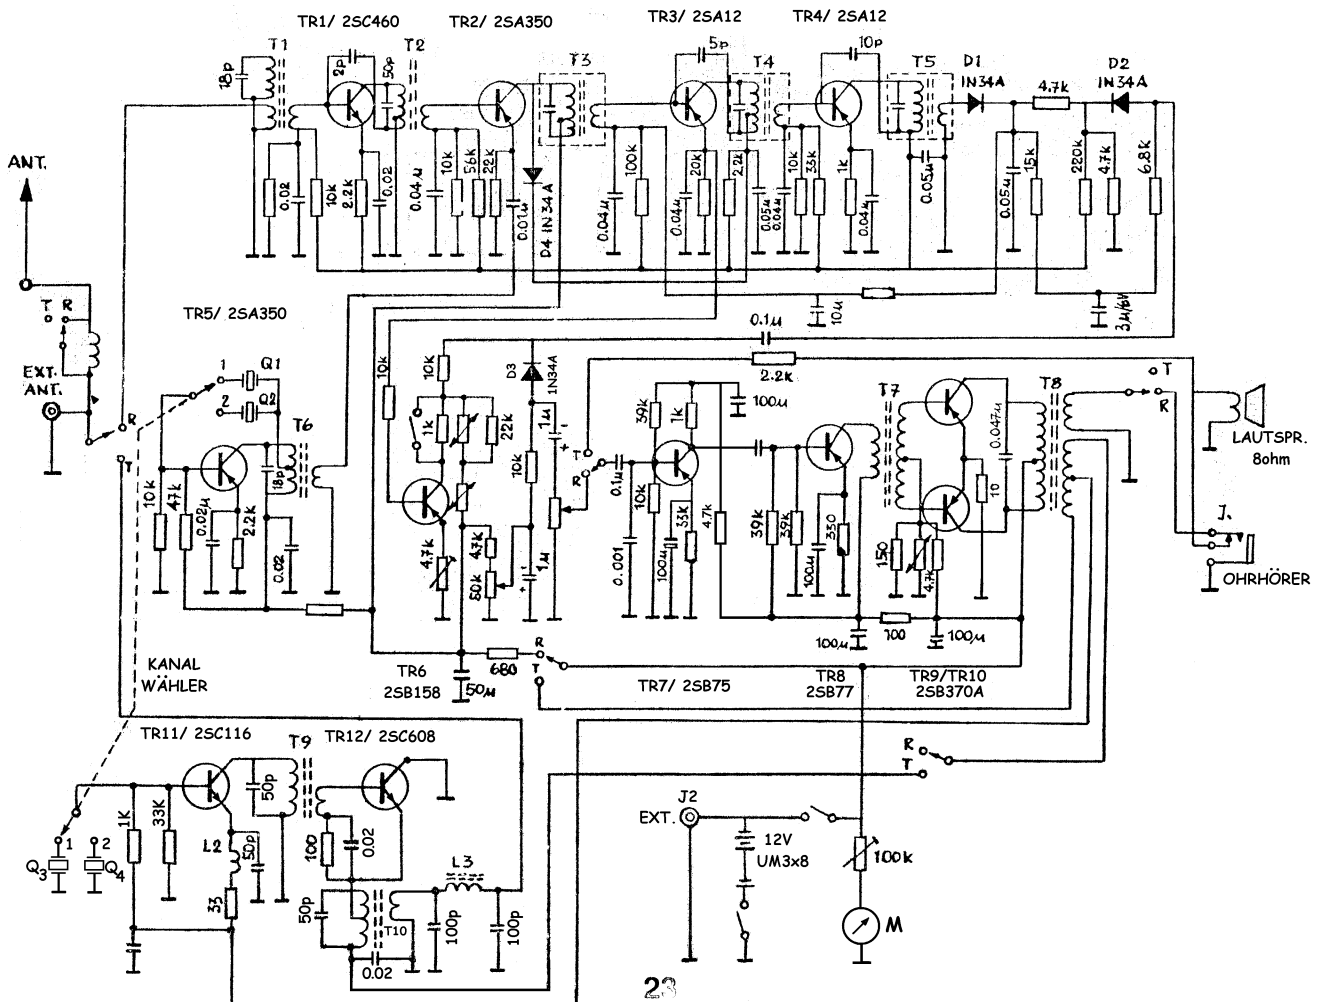 TR1/ 2SC460
TR2/ 2SA350
TR3/ 2SA12
TR4/ 2SA12
T1
18p
2p
T2
50p
T3
5p
T4
10p
T5
D1
1N34A
4.7k
D2
1N34A
ANT.
0.02
10k
2.2k
0.02
0.04µ
10k
56k
22k
0.01µ
D4 1N34A
0.04µ
100k
0.04µ
20k
2.2k
0.05µ
0.04µ
10k
33k
1k
0.04µ
0.05µ
0.05µ
15k
220k
4.7k
6.8k
10µ
3µ/6V
T R
EXT.
ANT.
R
T
TR5/ 2SA350
1
Q1
2
Q2
T6
18p
10k
47k
0.02µ
2.2k
0.02
KANAL
WÄHLER
10k
10k
1k
22k
D3
1N34A
1µ
10k
4.7k
4.7k
50k
1µ
TR6
2SB158
50µ
680
R
T
0.1µ
2.2k
T
R
0.1µ
39k
1k
100µ
10k
0.001
100µ
33k
4.7k
39k
39k
100µ
330
T7
150
4.7k
0.047µ
10
T8
100µ
100
100µ
TR7/ 2SB75
TR8
2SB77
TR9/TR10
2SB370A
T
R
LAUTSPR.
8ohm
J.
OHRHÖRER
TR11/ 2SC116
T9
TR12/ 2SC608
50p
1K
33K
L2
50p
33
1
2
Q3
Q4
100
0.02
L3
50p
T10
100p
100p
0.02
R
T
J2
EXT.
12V
UM3x8
100k
M
23